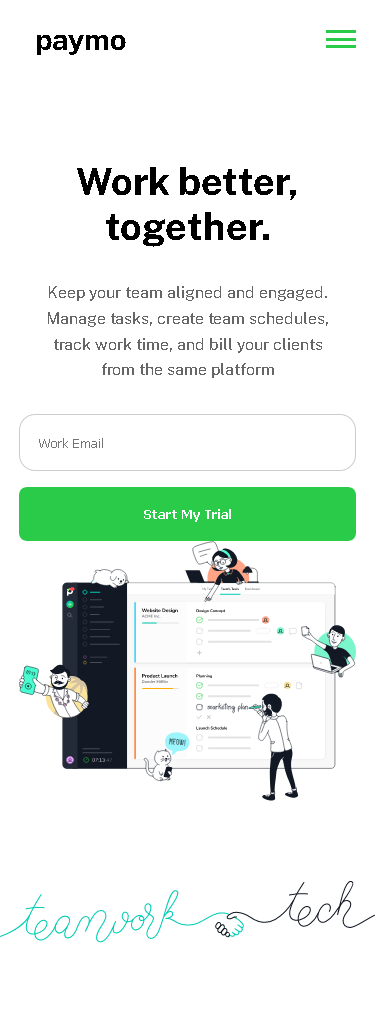 paymo
Work better,
together.
Keep your team aligned and engaged.
Manage tasks, create team schedules,
track work time, and bill your clients
from the same platform
Work Email
Start My Trial
Website Design
ACME Inc.
Design Concept
Product Launch
Dunder Mifflin
Planning
marketing plan
Launch Schedule
MEOW!
07:13:47
teamwork tech